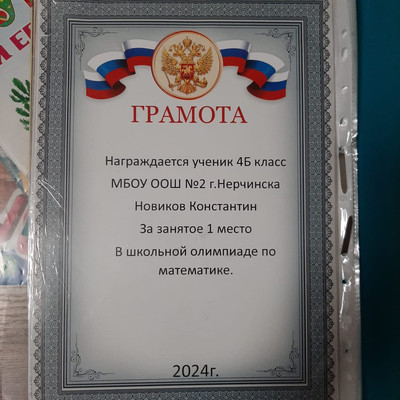 ГРАМОТА
Награждается ученик 4Б класс
МБОУ ООШ №2 г.Нерчинска
Новиков Константин
За занятое 1 место
В школьной олимпиаде по
математике.
2024г.